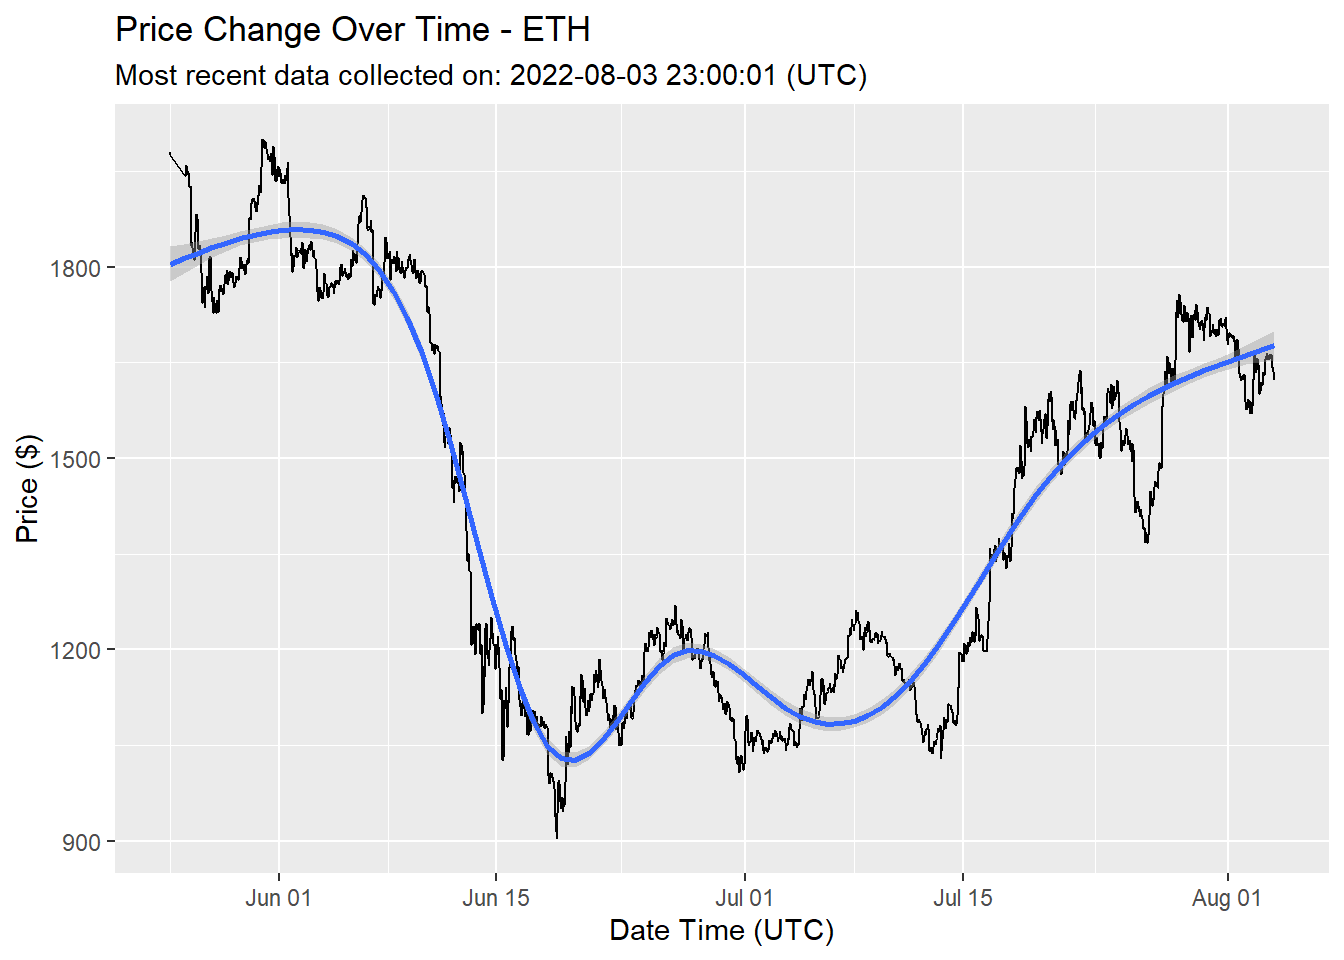 Price Change Over Time - ETH
Most recent data collected on: 2022-08-03 23:00:01 (UTC)
Price ($)
1800
1500
1200
900
Jun 01
Jun 15
Jul 01
Jul 15
Aug 01
Date Time (UTC)